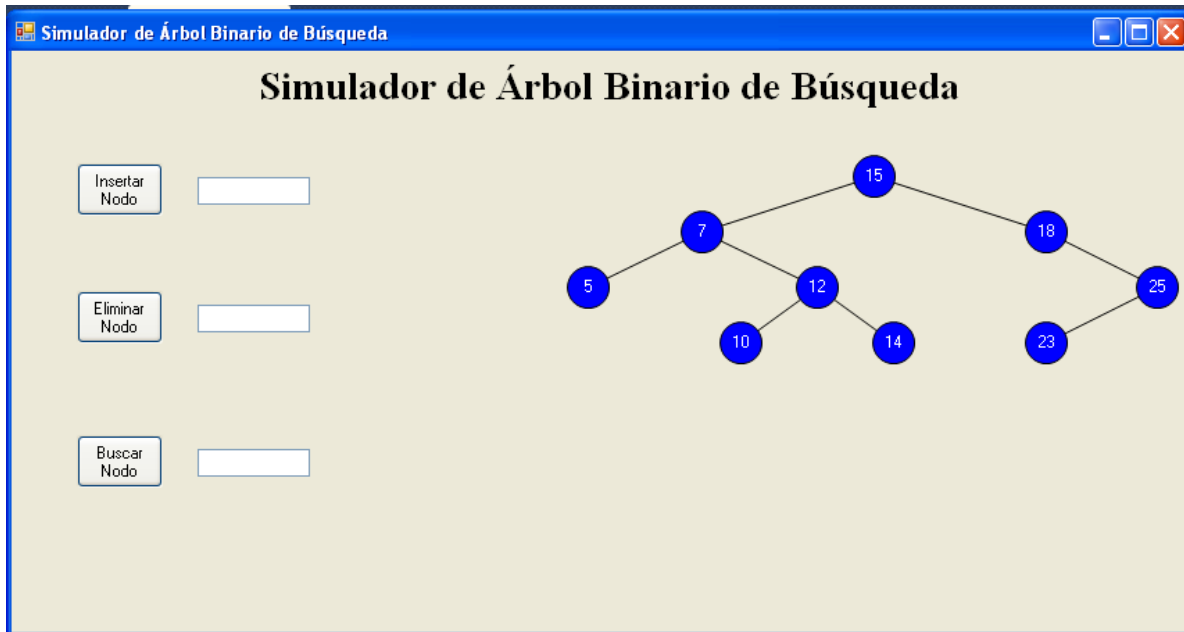 Simulador de Árbol Binario de Búsqueda
Simulador de Árbol Binario de Búsqueda
Insertar
Nodo
Eliminar
Nodo
Buscar
Nodo
15
7
18
5
12
25
10
14
23